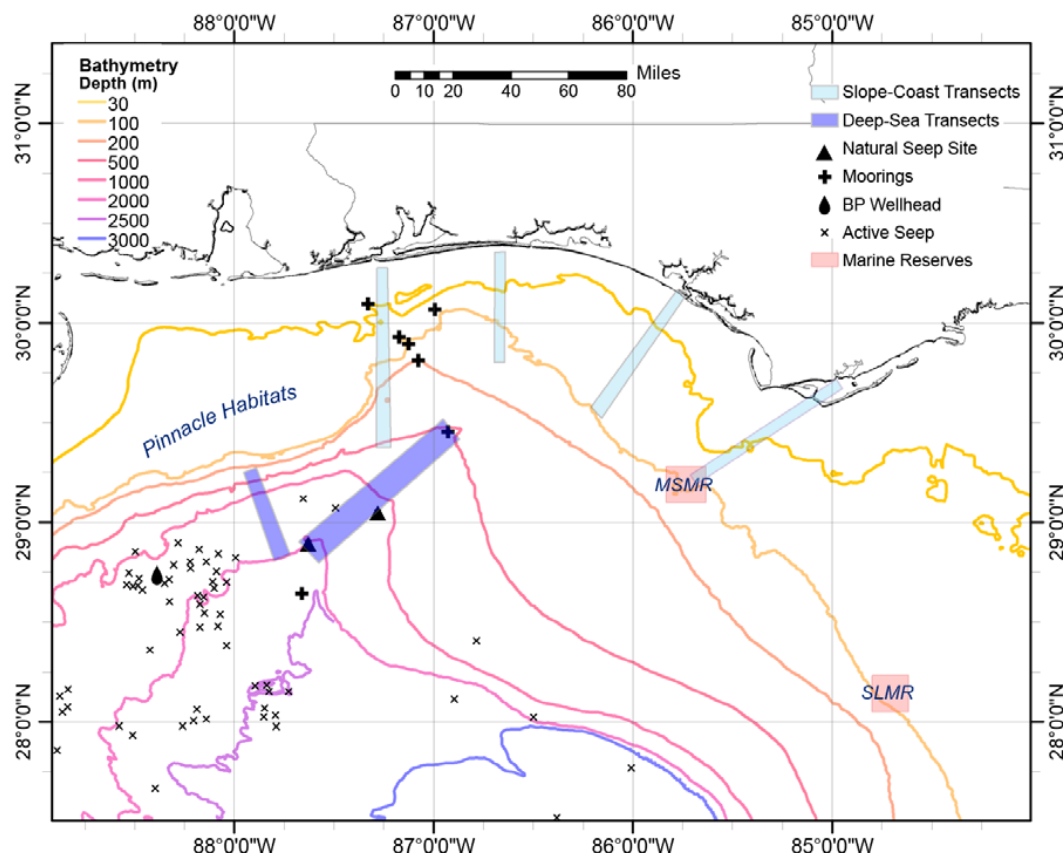 88°0'0"W 87°0'0"W 86°0'0"W 85°0'0"W
Bathymetry
Depth (m)
30
100
200
500
1000
2000
2500
3000
Miles
0 10 20 40 60 80
Slope-Coast Transects
Deep-Sea Transects
Natural Seep Site
Moorings
BP Wellhead
Active Seep
Marine Reserves
31°0'0"N 31°0'0"N
30°0'0"N 30°0'0"N
Pinnacle Habitats
MSMR
29°0'0"N 29°0'0"N
SLMR
28°0'0"N 28°0'0"N
88°0'0"W 87°0'0"W 86°0'0"W 85°0'0"W